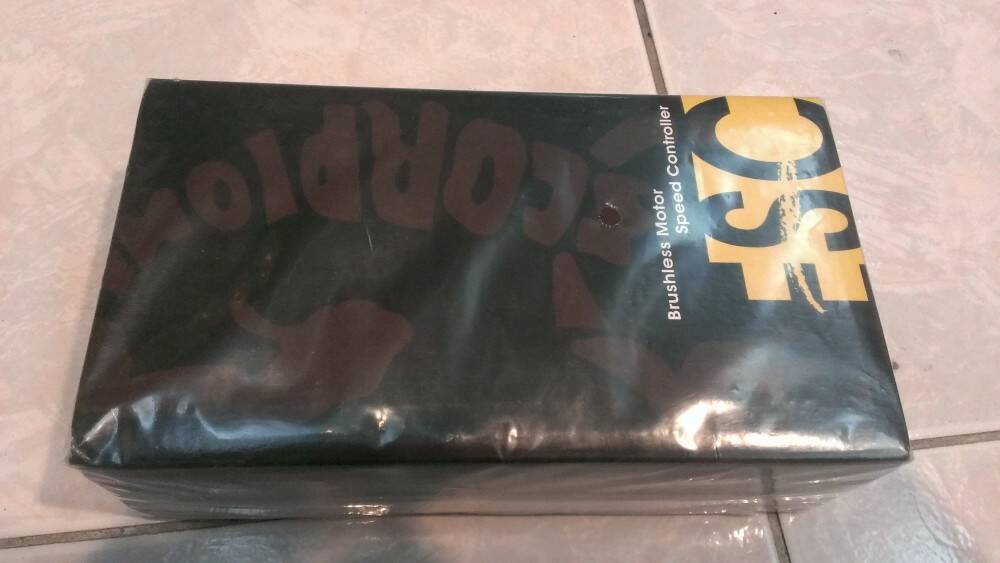 ESC
Brushless Motor
Speed Controller
SCORPION